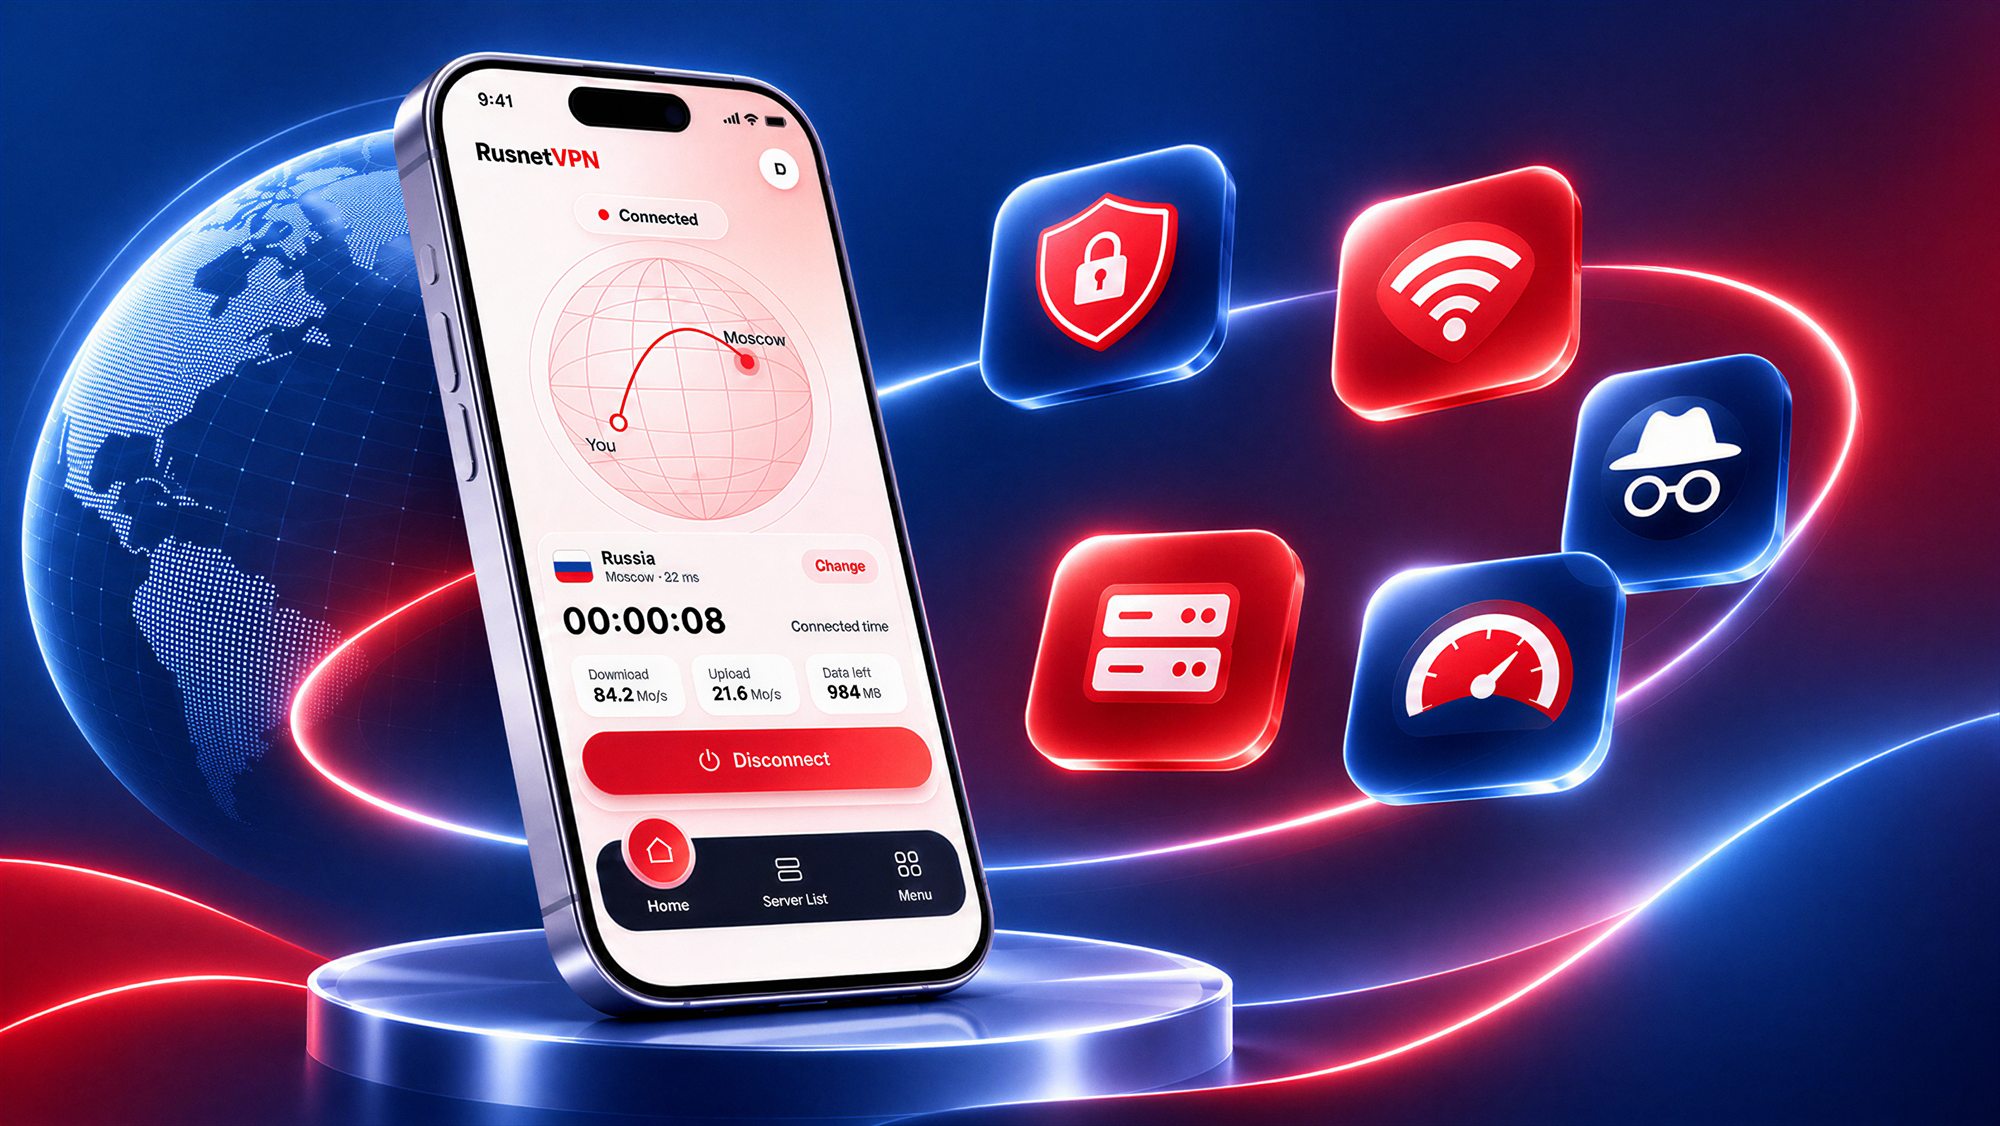 9:41
RusnetVPN
D
Connected
Moscow
You
Russia
Moscow · 22 ms
Change
00:00:08
Connected time
Download
84.2 Mo/s
Upload
21.6 Mo/s
Data left
984 MB
Disconnect
Home
Server List
Menu